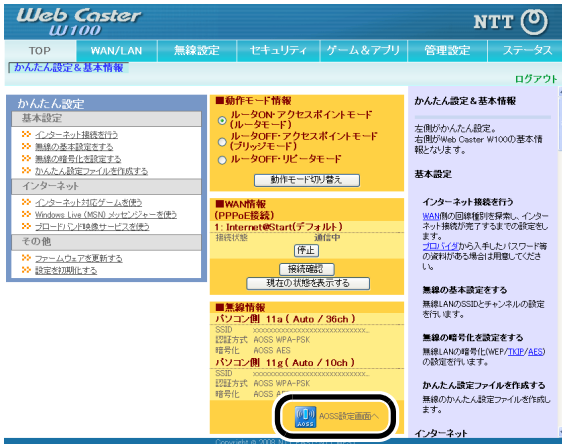 Web Caster
W100
NTT
TOP
WAN/LAN
無線設定
セキュリティ
ゲーム＆アプリ
管理設定
ステータス
かんたん設定＆基本情報
ログアウト
かんたん設定
基本設定
インターネット接続を行う
無線の基本設定をする
無線の暗号化を設定する
かんたん設定ファイルを作成する
インターネット
インターネット対応ゲームを使う
Windows Live (MSN) メッセンジャーを使う
ブロードバンド映像サービスを使う
その他
ファームウェアを更新する
設定を初期化する
■動作モード情報
ルータON・アクセスポイントモード
(ルータモード)
ルータOFF・アクセスポイントモード
(ブリッジモード)
ルータOFF・リピータモード
動作モード切り替え
■WAN情報
(PPPoE接続)
1: Internet@Start(デフォルト)
接続状態 通信中
停止
接続確認
現在の状態を表示する
■無線情報
パソコン側 11a ( Auto / 36ch )
SSID xxxxxxxxxxxxxxxxxxxxxxxxxxx..
認証方式 AOSS WPA-PSK
暗号化 AOSS AES
パソコン側 11g ( Auto / 10ch )
SSID xxxxxxxxxxxxxxxxxxxxxxxxxxx..
認証方式 AOSS WPA-PSK
暗号化 AOSS AES
AOSS
AOSS設定画面へ
かんたん設定＆基本情報
左側がかんたん設定。
右側がWeb Caster W100の基本情
報となります。
基本設定
インターネット接続を行う
WAN側の回線種別を探索し、インター
ネット接続が完了するまでの設定をし
ます。
プロバイダから入手したパスワード等
の資料がある場合は用意してくださ
い。
無線の基本設定をする
無線LANのSSIDとチャンネルの設定
を行います。
無線の暗号化を設定をする
無線LANの暗号化(WEP/TKIP/AES)
の設定を行います。
かんたん設定ファイルを作成する
無線のかんたん設定ファイルを作成し
ます。
インターネット